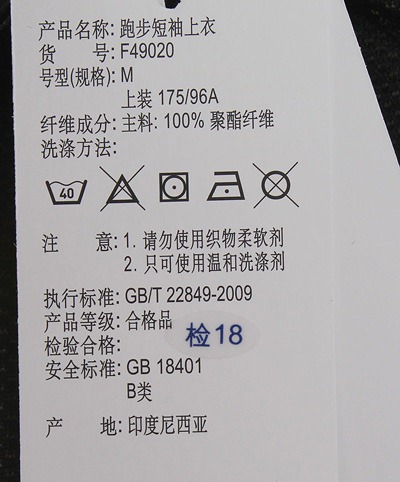 产品名称: 跑步短袖上衣
货 号: F49020
号型(规格): M
上装 175/96A
纤维成分: 主料: 100% 聚酯纤维
洗涤方法:
40
注 意: 1. 请勿使用织物柔软剂
2. 只可使用温和洗涤剂
执行标准: GB/T 22849-2009
产品等级: 合格品
检验合格: 检18
安全标准: GB 18401
B类
产 地: 印度尼西亚